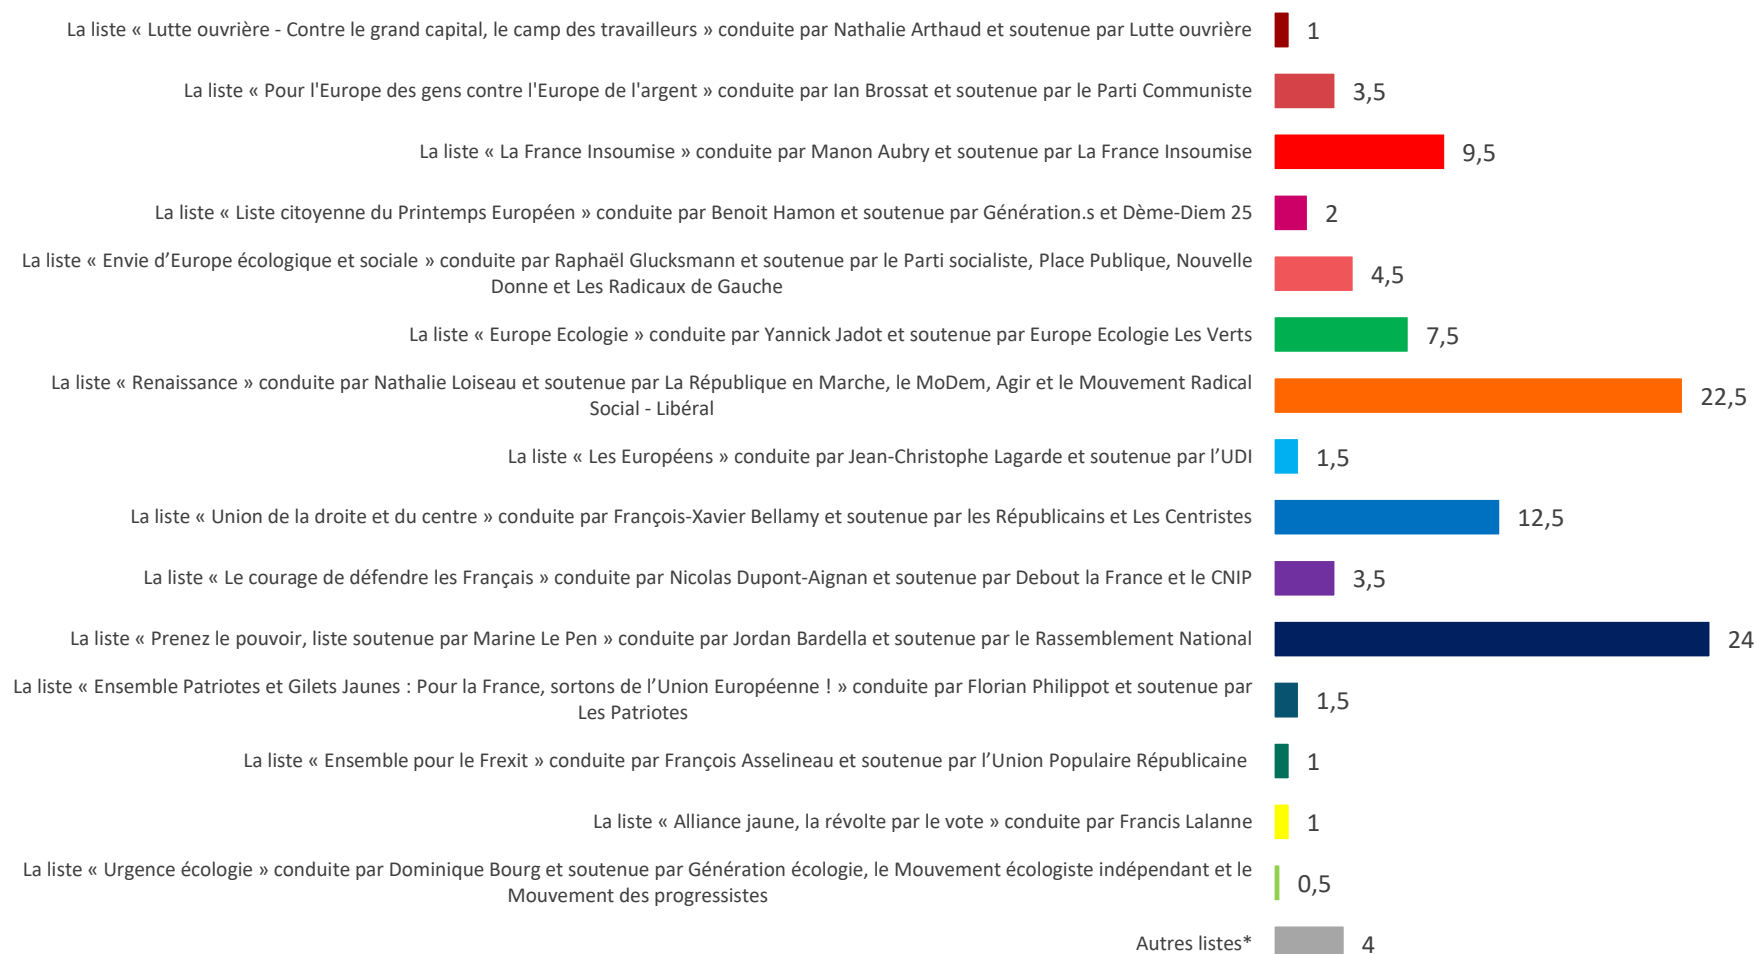 La liste « Lutte ouvrière - Contre le grand capital, le camp des travailleurs » conduite par Nathalie Arthaud et soutenue par Lutte ouvrière 1
La liste « Pour l'Europe des gens contre l'Europe de l'argent » conduite par Ian Brossat et soutenue par le Parti Communiste 3,5
La liste « La France Insoumise » conduite par Manon Aubry et soutenue par La France Insoumise 9,5
La liste « Liste citoyenne du Printemps Européen » conduite par Benoit Hamon et soutenue par Génération.s et Dème-Diem 25 2
La liste « Envie d’Europe écologique et sociale » conduite par Raphaël Glucksmann et soutenue par le Parti socialiste, Place Publique, Nouvelle
Donne et Les Radicaux de Gauche 4,5
La liste « Europe Ecologie » conduite par Yannick Jadot et soutenue par Europe Ecologie Les Verts 7,5
La liste « Renaissance » conduite par Nathalie Loiseau et soutenue par La République en Marche, le MoDem, Agir et le Mouvement Radical
Social - Libéral 22,5
La liste « Les Européens » conduite par Jean-Christophe Lagarde et soutenue par l’UDI 1,5
La liste « Union de la droite et du centre » conduite par François-Xavier Bellamy et soutenue par les Républicains et Les Centristes 12,5
La liste « Le courage de défendre les Français » conduite par Nicolas Dupont-Aignan et soutenue par Debout la France et le CNIP 3,5
La liste « Prenez le pouvoir, liste soutenue par Marine Le Pen » conduite par Jordan Bardella et soutenue par le Rassemblement National 24
La liste « Ensemble Patriotes et Gilets Jaunes : Pour la France, sortons de l’Union Européenne ! » conduite par Florian Philippot et soutenue par
Les Patriotes 1,5
La liste « Ensemble pour le Frexit » conduite par François Asselineau et soutenue par l’Union Populaire Républicaine 1
La liste « Alliance jaune, la révolte par le vote » conduite par Francis Lalanne 1
La liste « Urgence écologie » conduite par Dominique Bourg et soutenue par Génération écologie, le Mouvement écologiste indépendant et le
Mouvement des progressistes 0,5
Autres listes* 4